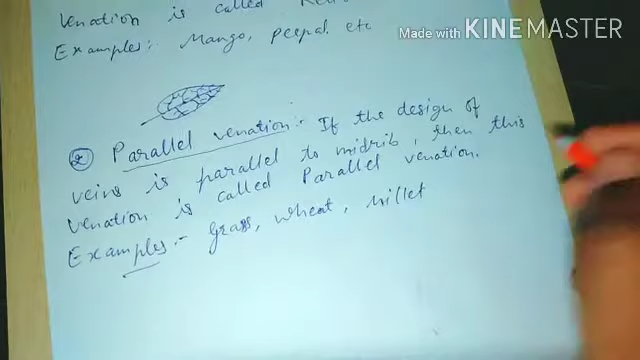 venation is called
Examples:- Mango, peepal etc
Made with KINEMASTER
② Parallel venation:- If the design of
veins is parallel to midrib, then this
venation is called Parallel venation.
Examples:- Grass, wheat, millet